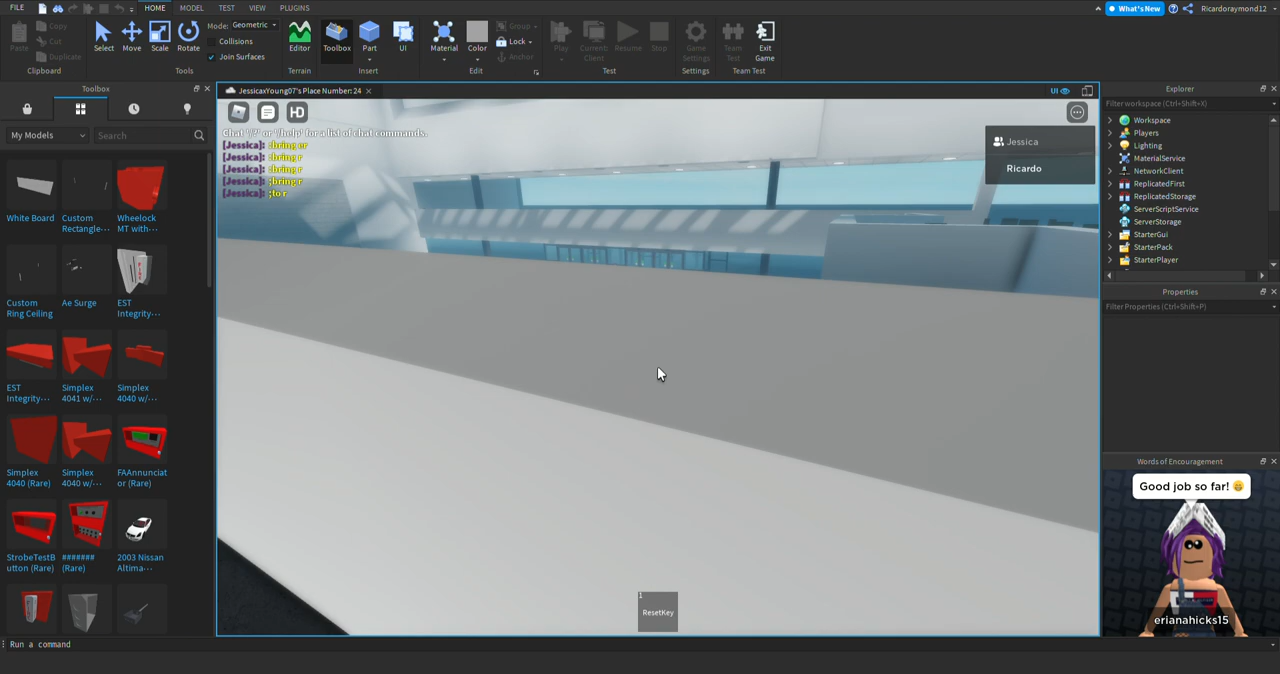 FILE HOME MODEL TEST VIEW PLUGINS What's New Ricardoraymond12
Paste Copy Cut Duplicate Clipboard
Select Move Scale Rotate Mode: Geometric Collisions Join Surfaces Tools
Editor Terrain
Toolbox Part UI Insert
Material Color Group Lock Anchor Edit
Play Current: Client Resume Stop Test
Game Settings Settings
Team Test Exit Game Team Test
Toolbox
My Models Search
White Board Custom Rectangle··· Wheelock MT with···
Custom Ring Ceiling Ae Surge EST Integrity···
EST Integrity··· Simplex 4041 w/··· Simplex 4040 w/···
Simplex 4040 (Rare) Simplex 4040 w/··· FAAnnunciator (Rare)
StrobeTestButton (Rare) ####### (Rare) 2003 Nissan Altima···
JessicaxYoung07's Place Number: 24 UI
HD
Chat '/?' or '/help' for a list of chat commands.
[Jessica]: :bring er
[Jessica]: :bring r
[Jessica]: :bring r
[Jessica]: ;bring r
[Jessica]: ;to r
Jessica
Ricardo
1
ResetKey
Explorer
Filter workspace (Ctrl+Shift+X)
Workspace
Players
Lighting
MaterialService
NetworkClient
ReplicatedFirst
ReplicatedStorage
ServerScriptService
ServerStorage
StarterGui
StarterPack
StarterPlayer
Properties
Filter Properties (Ctrl+Shift+P)
Words of Encouragement
Good job so far! 😄
erianahicks15
Run a command